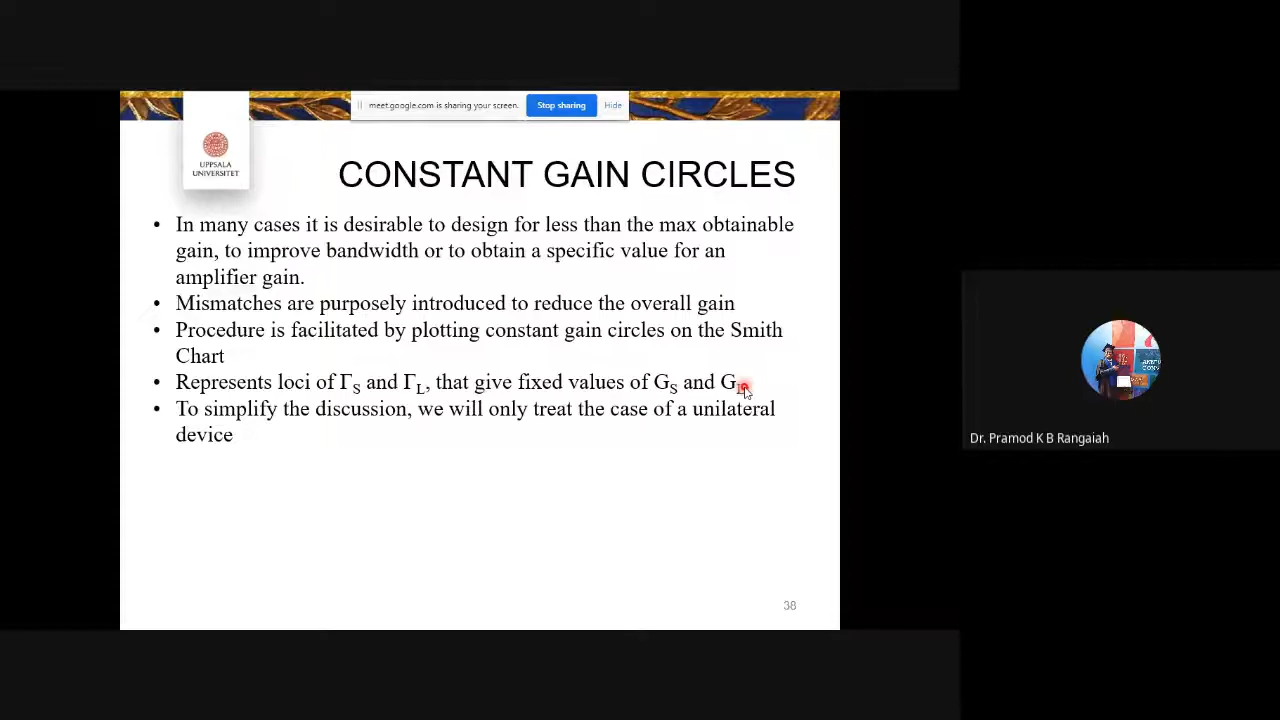 meet.google.com is sharing your screen. Stop sharing Hide
UPPSALA
UNIVERSITET
CONSTANT GAIN CIRCLES
• In many cases it is desirable to design for less than the max obtainable
gain, to improve bandwidth or to obtain a specific value for an
amplifier gain.
• Mismatches are purposely introduced to reduce the overall gain
• Procedure is facilitated by plotting constant gain circles on the Smith
Chart
• Represents loci of ΓS and ΓL, that give fixed values of GS and GL
• To simplify the discussion, we will only treat the case of a unilateral
device
38
Dr. Pramod K B Rangaiah